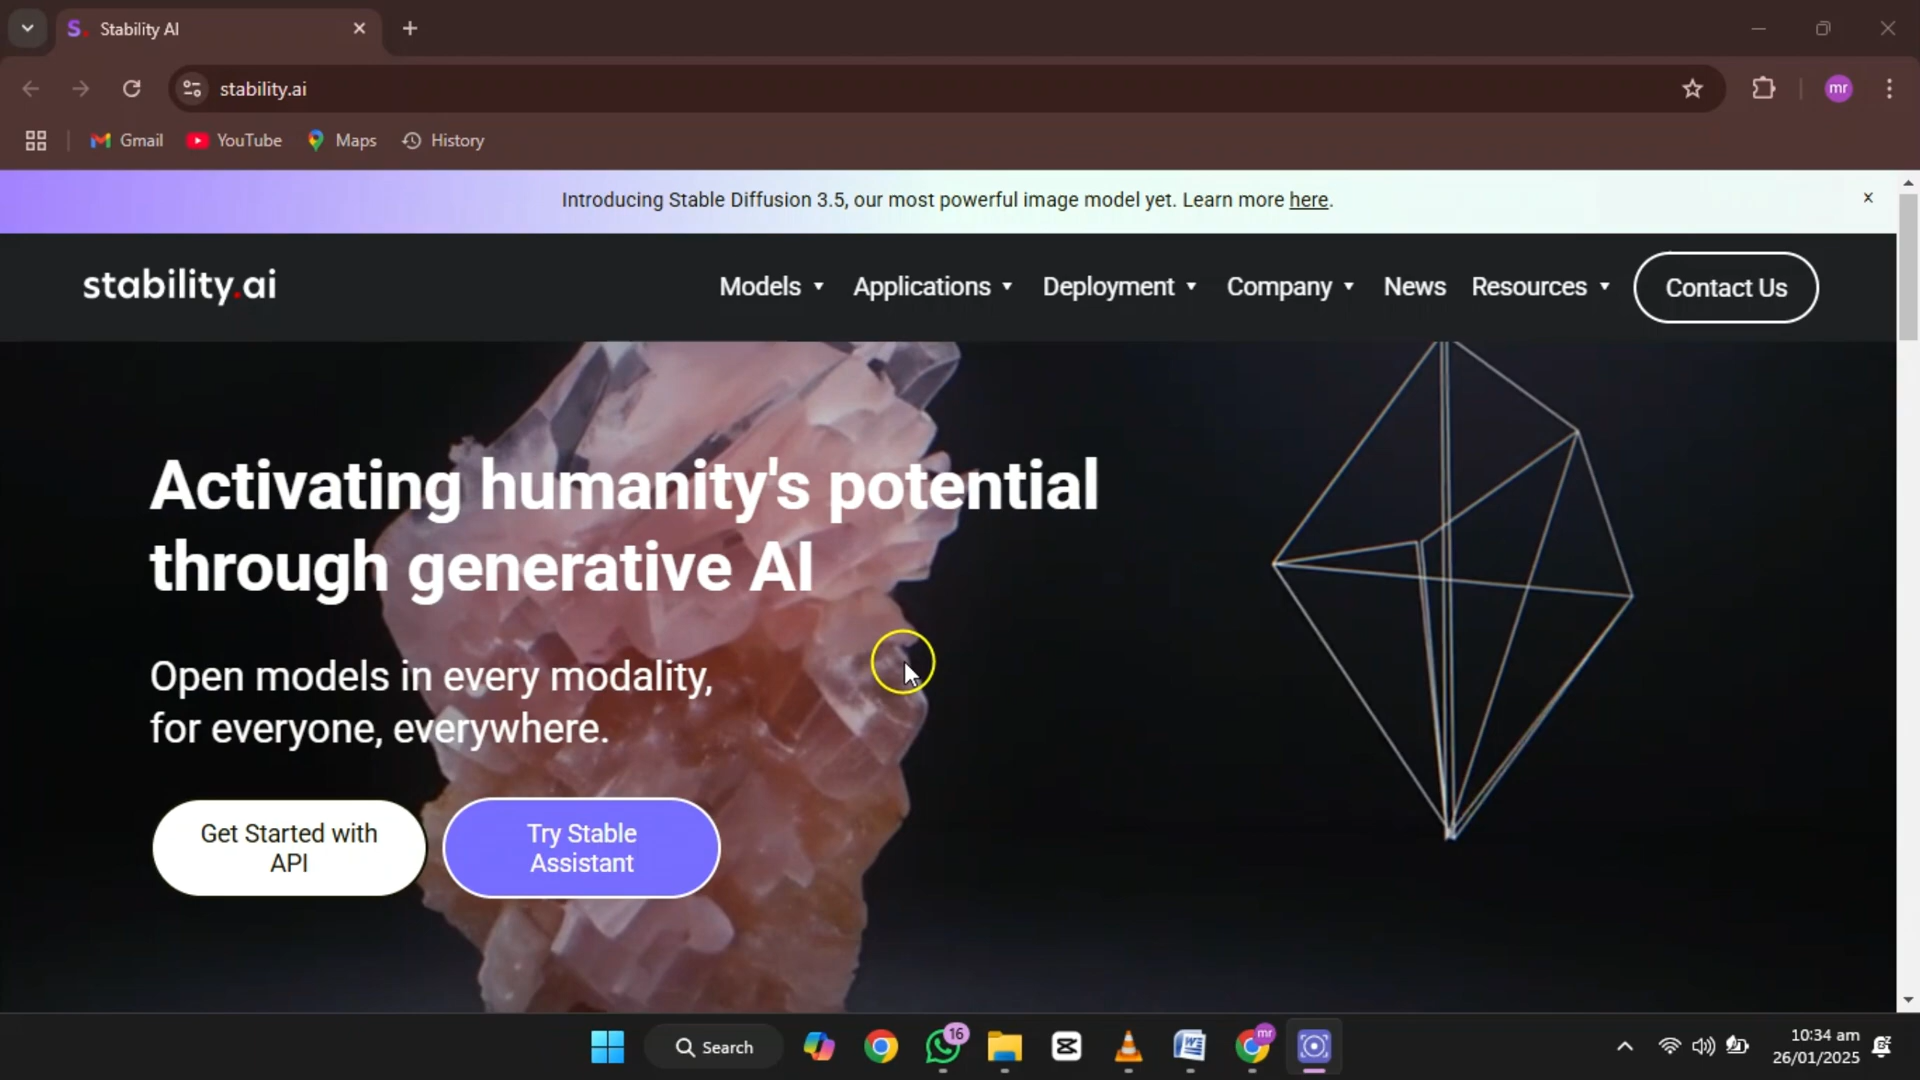 S. Stability AI
stability.ai
mr
Gmail YouTube Maps History
Introducing Stable Diffusion 3.5, our most powerful image model yet. Learn more here.
stability.ai
Models Applications Deployment Company News Resources Contact Us
Activating humanity's potential
through generative AI
Open models in every modality,
for everyone, everywhere.
Get Started with
API
Try Stable
Assistant
Search
16
mr
10:34 am
26/01/2025